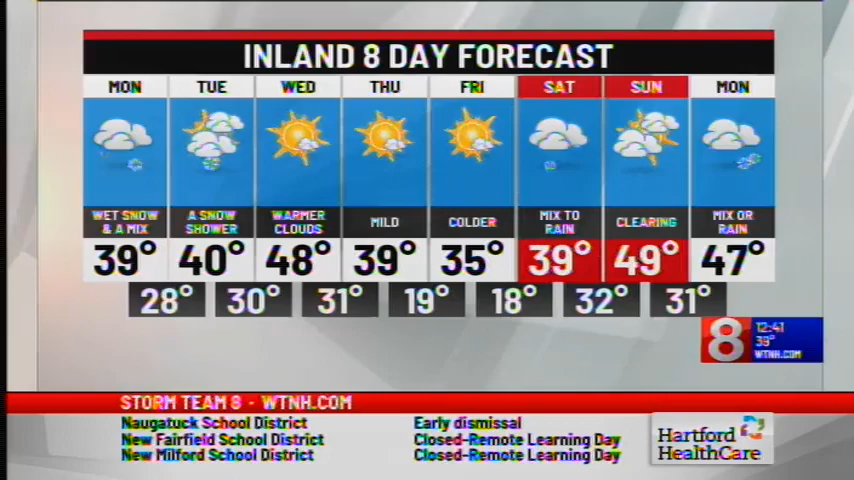 INLAND 8 DAY FORECAST
MON TUE WED THU FRI SAT SUN MON
WET SNOW & A MIX
A SNOW SHOWER
WARMER CLOUDS
MILD
COLDER
MIX TO RAIN
CLEARING
MIX OR RAIN
39° 40° 48° 39° 35° 39° 49° 47°
28° 30° 31° 19° 18° 32° 31°
8
12:41
39°
WTNH.COM
STORM TEAM 8 - WTNH.COM
Naugatuck School District Early dismissal
New Fairfield School District Closed-Remote Learning Day
New Milford School District Closed-Remote Learning Day
Hartford
HealthCare